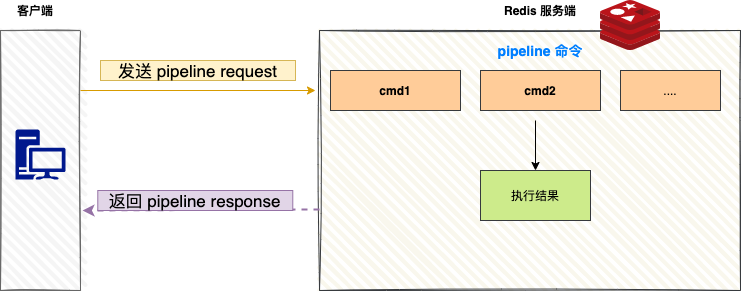 客户端
Redis 服务端
pipeline 命令
发送 pipeline request
cmd1
cmd2
....
执行结果
返回 pipeline response